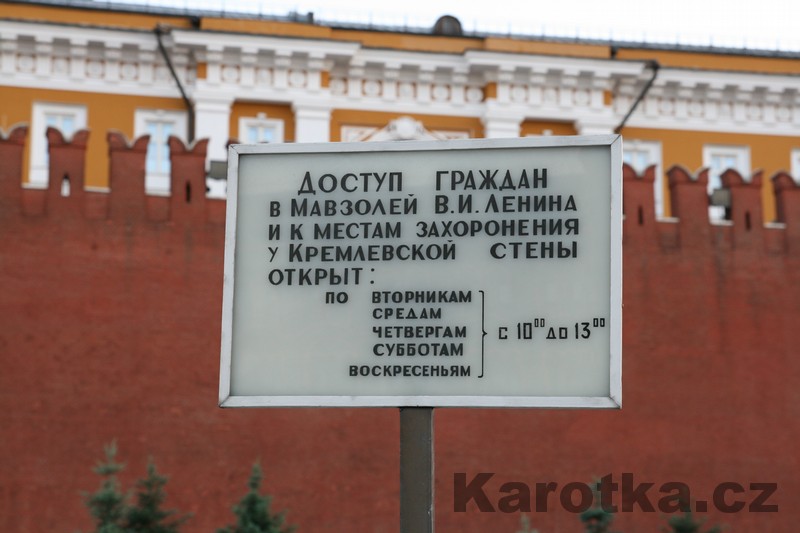 ДОСТУП ГРАЖДАН
В МАВЗОЛЕЙ В.И. ЛЕНИНА
И К МЕСТАМ ЗАХОРОНЕНИЯ
У КРЕМЛЕВСКОЙ СТЕНЫ
ОТКРЫТ:
ПО ВТОРНИКАМ
СРЕДАМ
ЧЕТВЕРГАМ
СУББОТАМ
ВОСКРЕСЕНЬЯМ
С 10⁰⁰ ДО 13⁰⁰
Karotka.cz